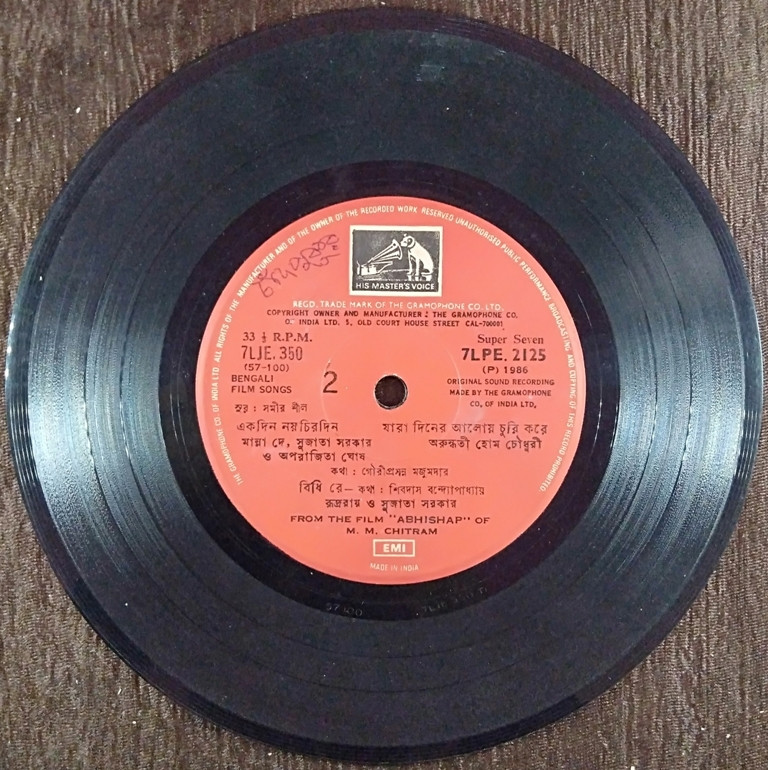 THE GRAMOPHONE CO. OF INDIA LTD. ALL RIGHTS OF THE MANUFACTURER AND OF THE OWNER OF THE RECORDED WORK RESERVED UNAUTHORISED PUBLIC PERFORMANCE BROADCASTING AND COPYING OF THIS RECORD PROHIBITED
HIS MASTER'S VOICE
REGD. TRADE MARK OF THE GRAMOPHONE CO. LTD.
COPYRIGHT OWNER AND MANUFACTURER : THE GRAMOPHONE CO.
OF INDIA LTD. 5, OLD COURT HOUSE STREET CAL-700001
33 ⅓ R.P.M.
7LJE. 350
(57-100)
BENGALI
FILM SONGS
2
Super Seven
7LPE. 2125
(P) 1986
ORIGINAL SOUND RECORDING
MADE BY THE GRAMOPHONE
CO, OF INDIA LTD,
সুর : সমীর শীল
একদিন নয় চিরদিন
মান্না দে, সুজাতা সরকার
ও অপরাজিতা ঘোষ
যারা দিনের আলোয় চুরি করে
অরুন্ধতী হোম চৌধুরী
কথা : গৌরীপ্রসন্ন মজুমদার
বিধি রে— কথা : শিবদাস বন্দ্যোপাধ্যায়
রুদ্ররায় ও সুজাতা সরকার
FROM THE FILM "ABHISHAP" OF
M. M. CHITRAM
EMI
MADE IN INDIA
57100